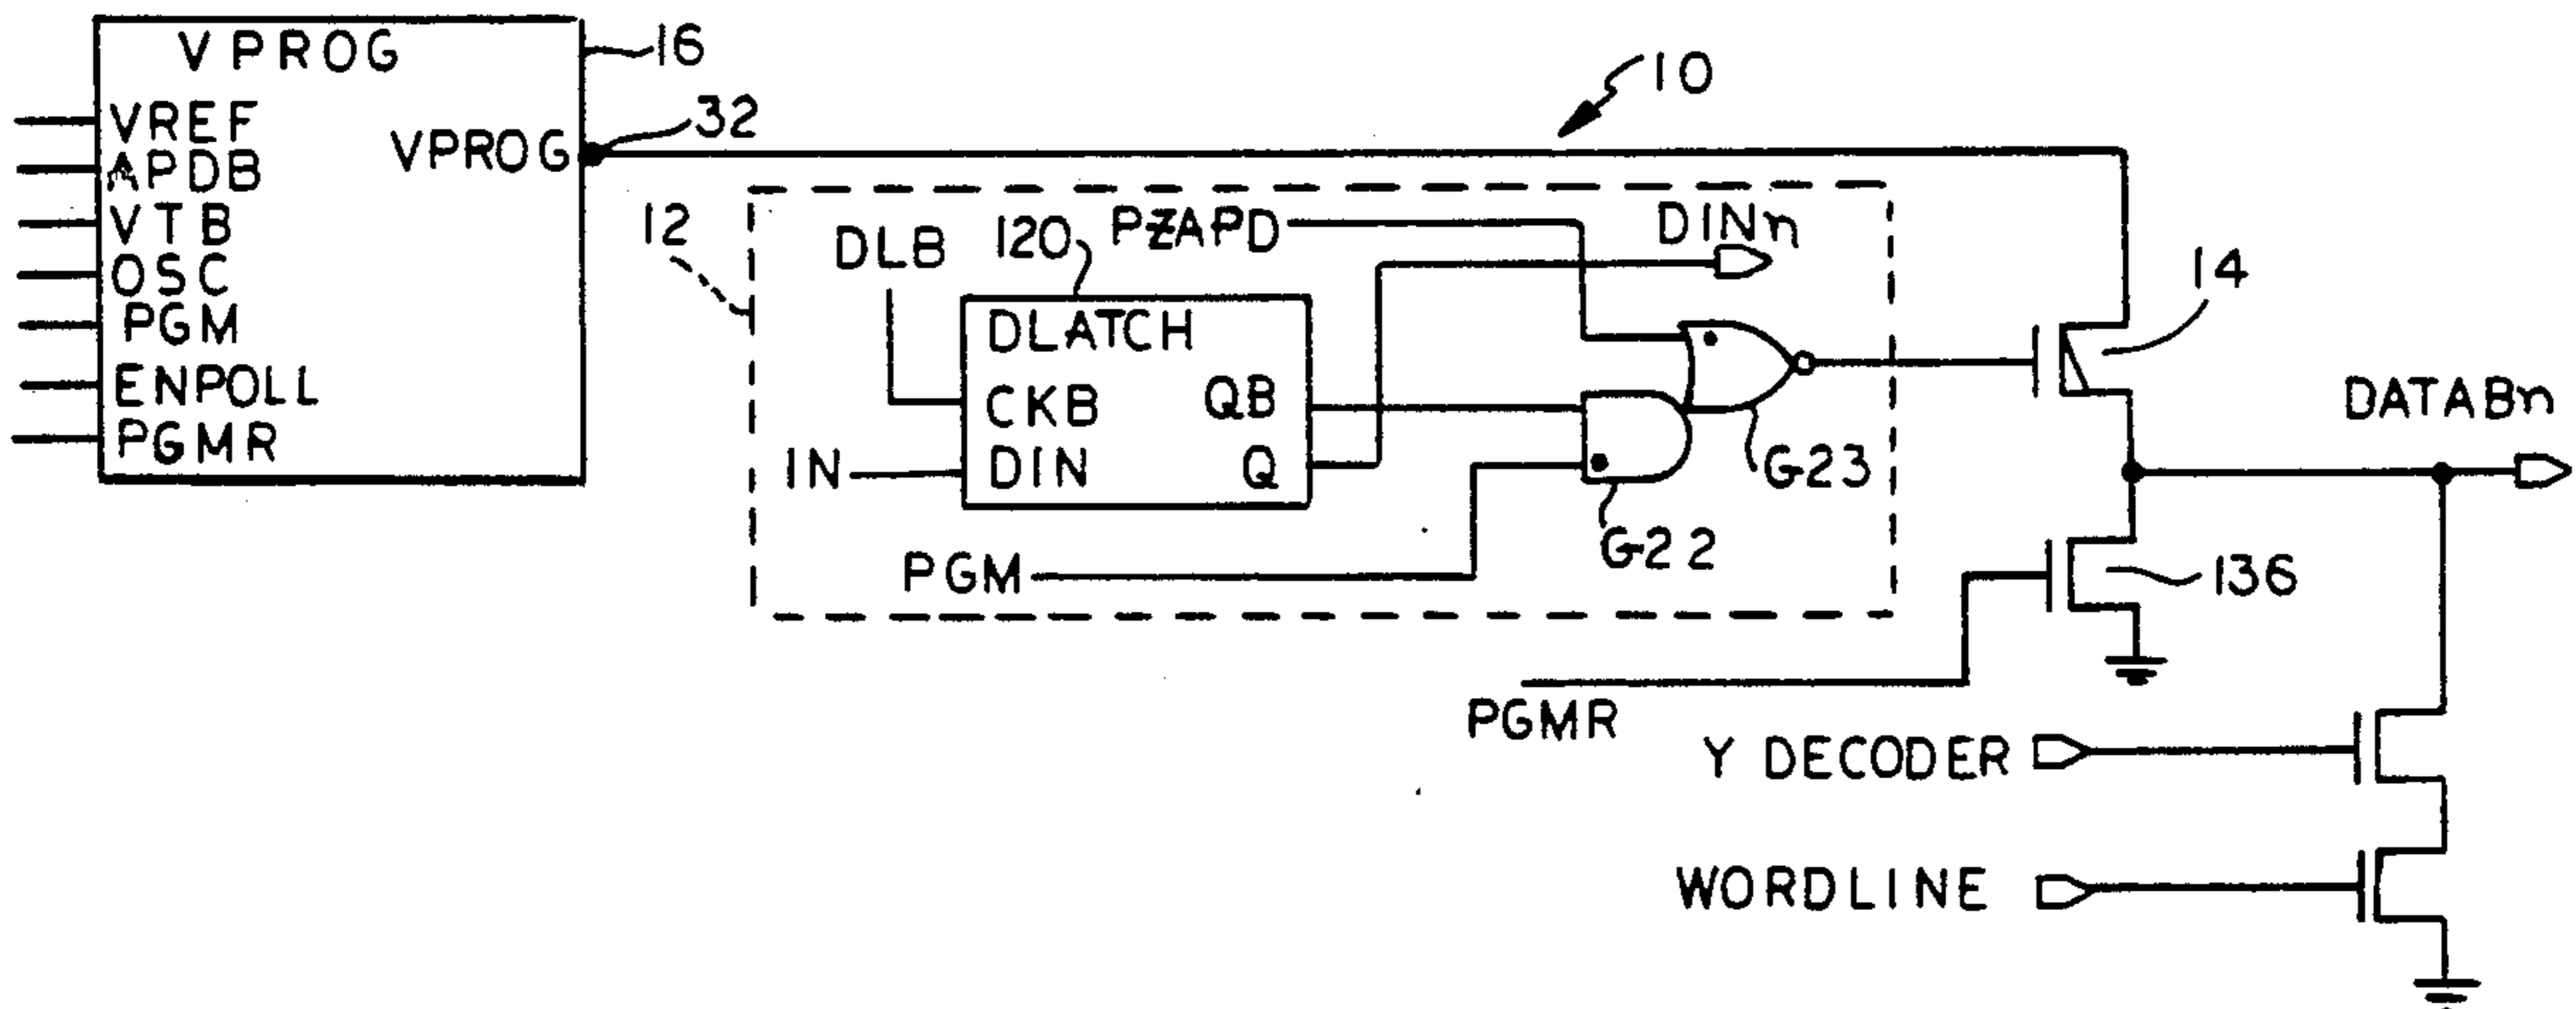 VPROG
16
VREF
APDB
VTB
OSC
PGM
ENPOLL
PGMR
VPROG
32
10
12
DLB
120
PZAPD
DINn
14
DLATCH
CKB
QB
IN
DIN
Q
G23
G22
PGM
DATABn
136
PGMR
Y DECODER
WORDLINE